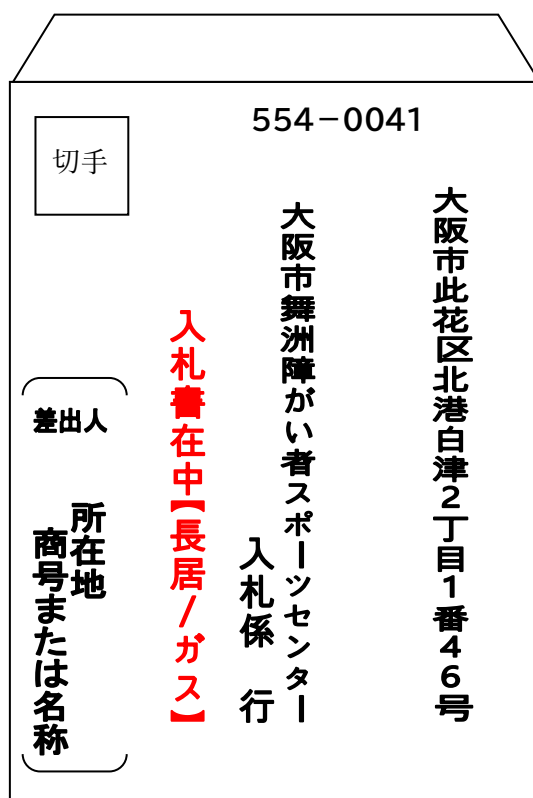 554-0041
切手
大阪市此花区北港白津2丁目1番46号
大阪市舞洲障がい者スポーツセンター
入札係　行
入札書在中【長居/ガス】
差出人
所在地
商号または名称